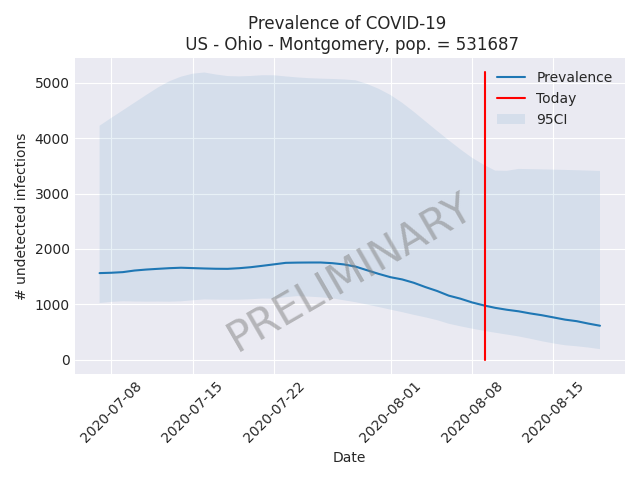 Prevalence of COVID-19
US - Ohio - Montgomery, pop. = 531687
Prevalence
Today
95CI
5000
4000
3000
2000
1000
0
# undetected infections
PRELIMINARY
2020-07-08
2020-07-15
2020-07-22
2020-08-01
2020-08-08
2020-08-15
Date